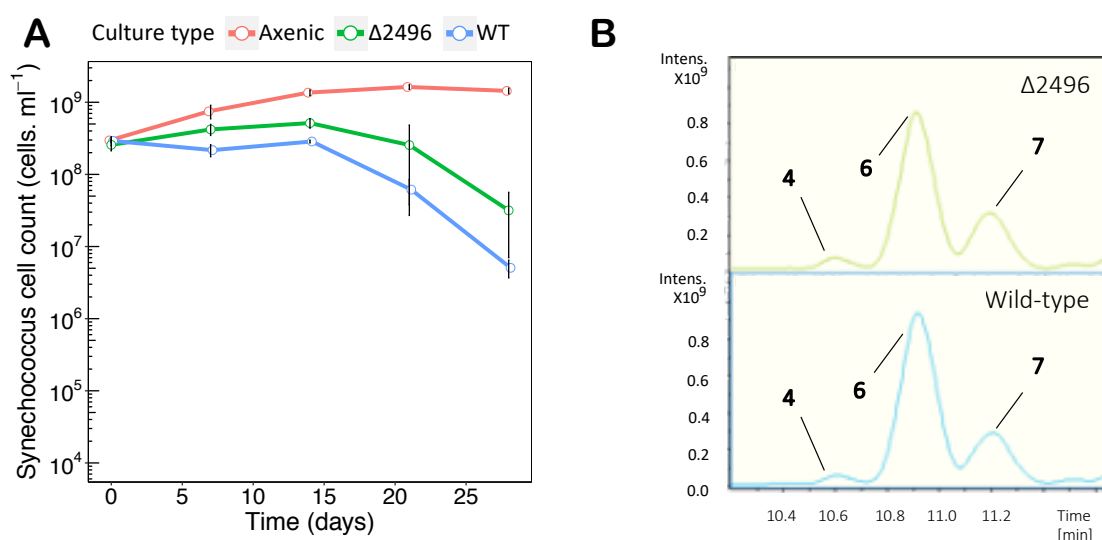 A
Culture type Axenic Δ2496 WT
Synechococcus cell count (cells. ml⁻¹)
10⁹
10⁸
10⁷
10⁶
10⁵
10⁴
0 5 10 15 20 25
Time (days)
B
Intens.
X10⁹
Δ2496
0.8
0.6
0.4
0.2
4
6
7
Intens.
X10⁹
Wild-type
0.8
0.6
0.4
0.2
0.0
4
6
7
10.4 10.6 10.8 11.0 11.2 Time
[min]